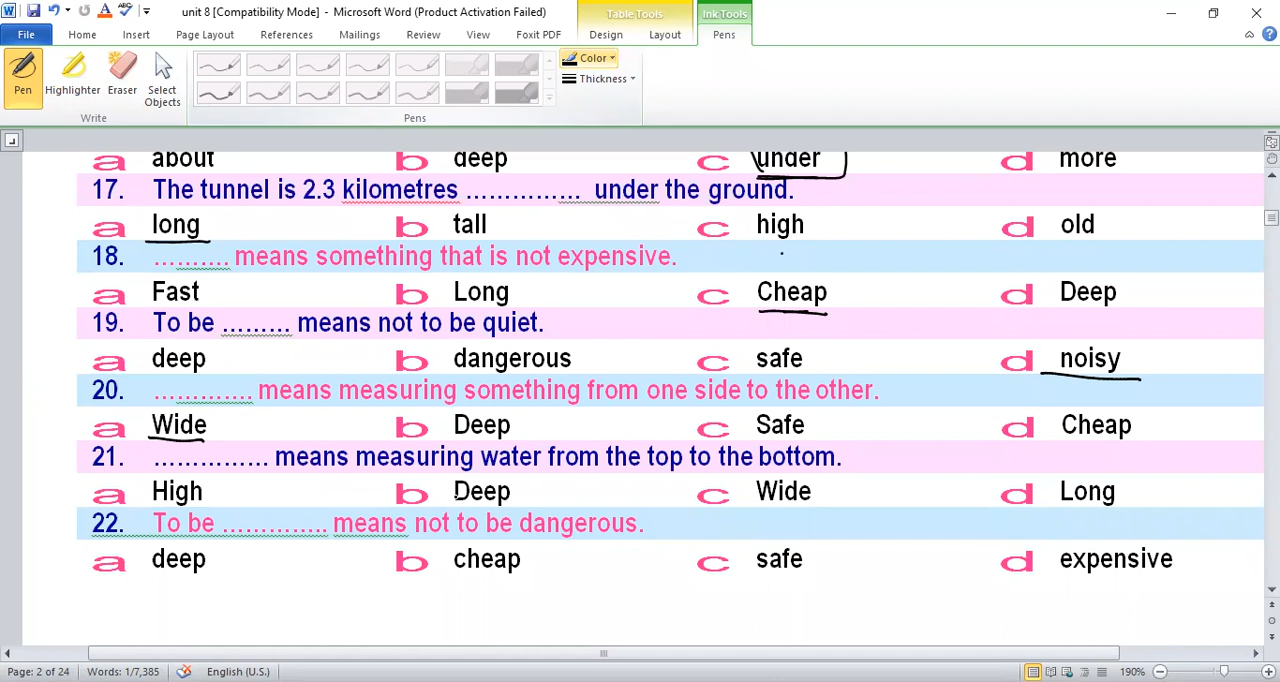 unit 8 [Compatibility Mode] - Microsoft Word (Product Activation Failed)
Table Tools
Ink Tools
File Home Insert Page Layout References Mailings Review View Foxit PDF Design Layout Pens
Pen Highlighter Eraser Select Objects
Color
Thickness
Write
Pens
a about b deep c under d more
17. The tunnel is 2.3 kilometres …………… under the ground.
a long b tall c high d old
18. ………. means something that is not expensive.
a Fast b Long c Cheap d Deep
19. To be ……… means not to be quiet.
a deep b dangerous c safe d noisy
20. …………. means measuring something from one side to the other.
a Wide b Deep c Safe d Cheap
21. …………… means measuring water from the top to the bottom.
a High b Deep c Wide d Long
22. To be ………….. means not to be dangerous.
a deep b cheap c safe d expensive
Page: 2 of 24 Words: 1/7,385 English (U.S.) 190%